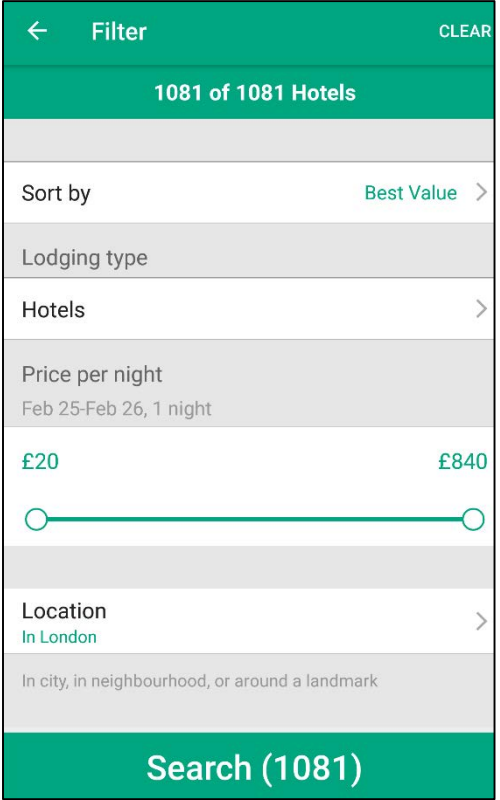 Filter CLEAR
1081 of 1081 Hotels
Sort by Best Value
Lodging type
Hotels
Price per night
Feb 25-Feb 26, 1 night
£20 £840
Location
In London
In city, in neighbourhood, or around a landmark
Search (1081)